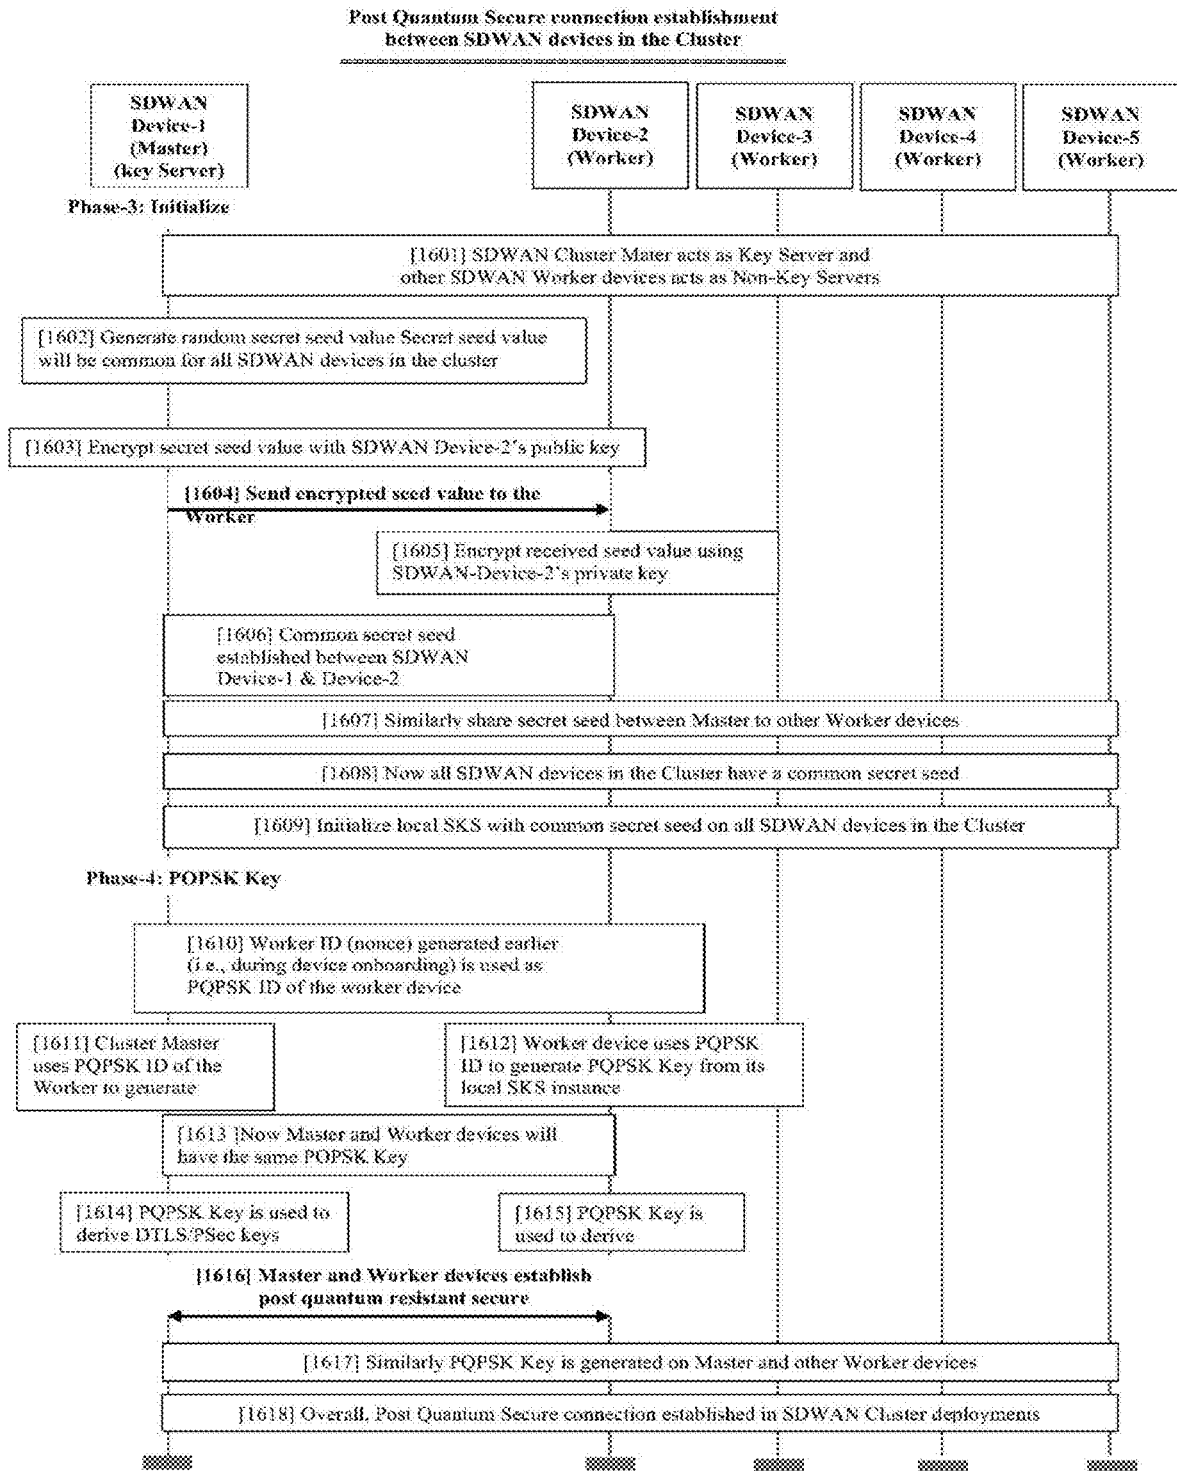 Post Quantum Secure connection establishment
between SDWAN devices in the Cluster
SDWAN
Device-1
(Master)
(key Server)
SDWAN
Device-2
(Worker)
SDWAN
Device-3
(Worker)
SDWAN
Device-4
(Worker)
SDWAN
Device-5
(Worker)
Phase-3: Initialize
[1601] SDWAN Cluster Mater acts as Key Server and
other SDWAN Worker devices acts as Non-Key Servers
[1602] Generate random secret seed value Secret seed value
will be common for all SDWAN devices in the cluster
[1603] Encrypt secret seed value with SDWAN Device-2's public key
[1604] Send encrypted seed value to the
Worker
[1605] Encrypt received seed value using
SDWAN-Device-2's private key
[1606] Common secret seed
established between SDWAN
Device-1 & Device-2
[1607] Similarly share secret seed between Master to other Worker devices
[1608] Now all SDWAN devices in the Cluster have a common secret seed
[1609] Initialize local SKS with common secret seed on all SDWAN devices in the Cluster
Phase-4: POPSK Key
[1610] Worker ID (nonce) generated earlier
(i.e., during device onboarding) is used as
PQPSK ID of the worker device
[1611] Cluster Master
uses PQPSK ID of the
Worker to generate
[1612] Worker device uses PQPSK
ID to generate PQPSK Key from its
local SKS instance
[1613 ]Now Master and Worker devices will
have the same POPSK Key
[1614] PQPSK Key is used to
derive DTLS/PSec keys
[1615] PQPSK Key is
used to derive
[1616] Master and Worker devices establish
post quantum resistant secure
[1617] Similarly PQPSK Key is generated on Master and other Worker devices
[1618] Overall, Post Quantum Secure connection established in SDWAN Cluster deployments